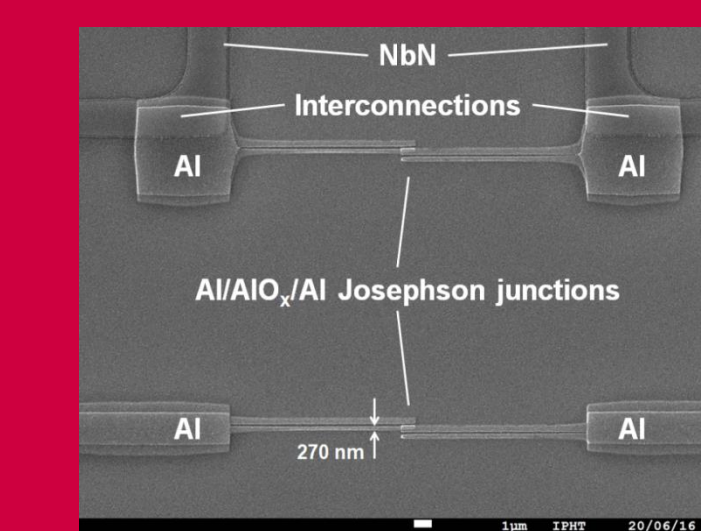 NbN
Interconnections
Al Al
Al/AlOₓ/Al Josephson junctions
Al Al
270 nm
1μm IPHT 20/06/16